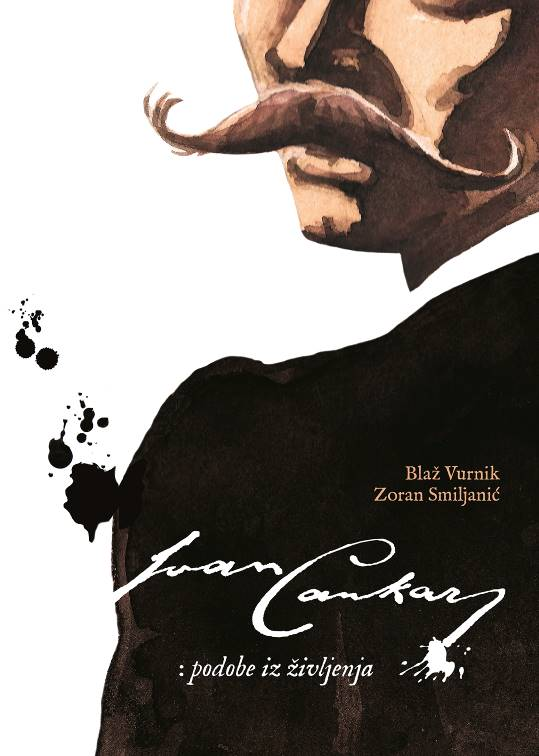 Blaž Vurnik
Zoran Smiljanić
Ivan Cankar
: podobe iz življenja